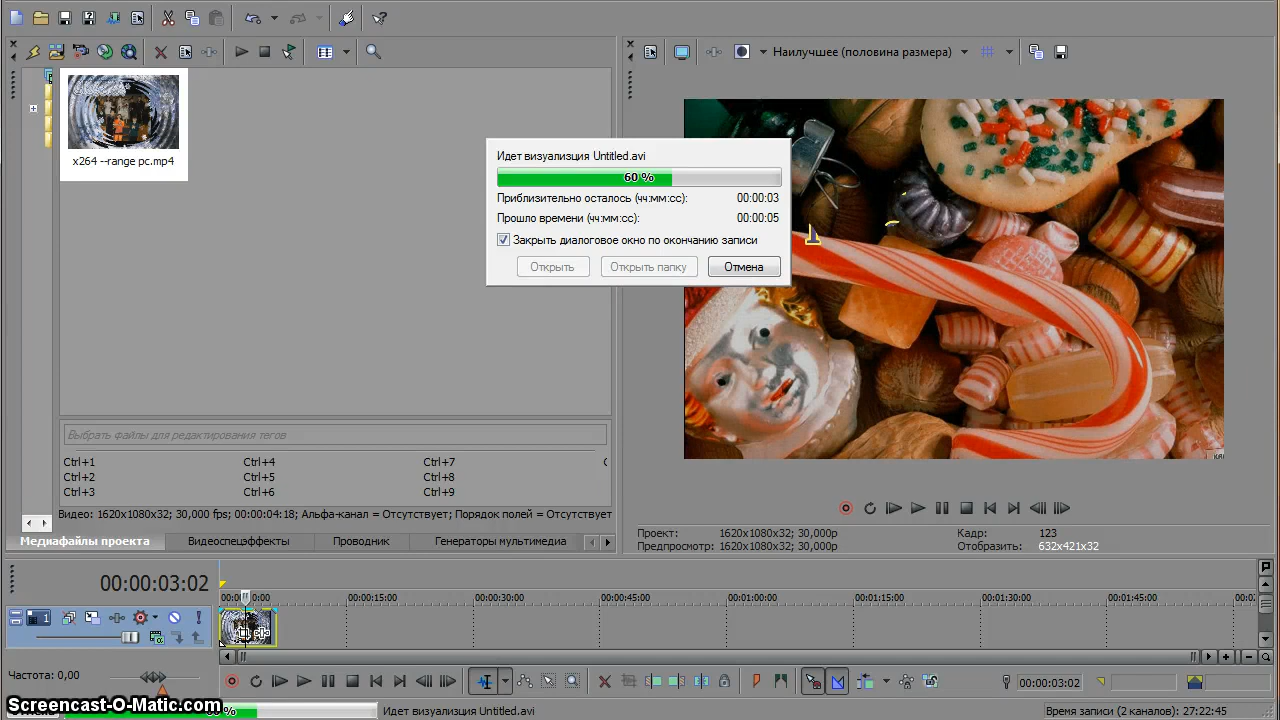 Наилучшее (половина размера)
x264 --range pc.mp4
Идет визуализция Untitled.avi
60 %
Приблизительно осталось (чч:мм:сс): 00:00:03
Прошло времени (чч:мм:сс): 00:00:05
Закрыть диалоговое окно по окончанию записи
Открыть Открыть папку Отмена
Выбрать файлы для редактирования тегов
Ctrl+1 Ctrl+4 Ctrl+7
Ctrl+2 Ctrl+5 Ctrl+8
Ctrl+3 Ctrl+6 Ctrl+9
Видео: 1620x1080x32; 30,000 fps; 00:00:04:18; Альфа-канал = Отсутствует; Порядок полей = Отсутствует
Медиафайлы проекта Видеоспецэффекты Проводник Генераторы мультимедиа
Проект: 1620x1080x32; 30,000p Кадр: 123
Предпросмотр: 1620x1080x32; 30,000p Отобразить: 632x421x32
00:00:03:02
00:00:15:00 00:00:30:00 00:00:45:00 00:01:00:00 00:01:15:00 00:01:30:00 00:01:45:00
1
Частота: 0,00
00:00:03:02
Screencast-O-Matic.com
Идет визуализция Untitled.avi
Время записи (2 каналов): 27:22:45